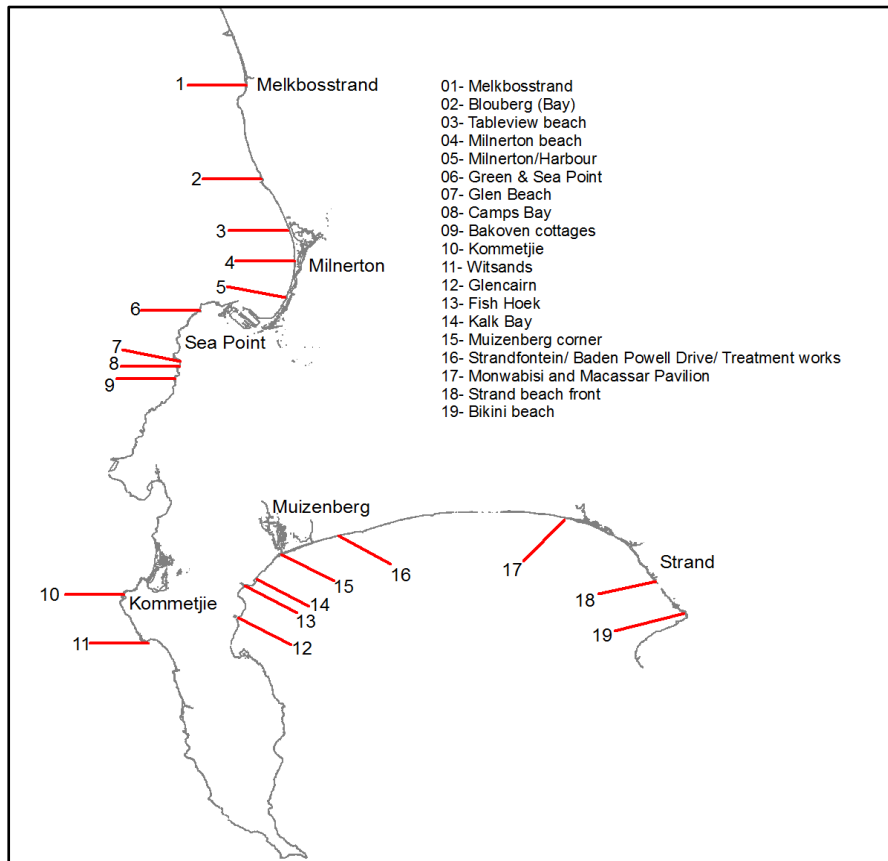 1
Melkbosstrand
2
3
4
Milnerton
5
6
Sea Point
7
8
9
01- Melkbosstrand
02- Blouberg (Bay)
03- Tableview beach
04- Milnerton beach
05- Milnerton/Harbour
06- Green & Sea Point
07- Glen Beach
08- Camps Bay
09- Bakoven cottages
10- Kommetjie
11- Witsands
12- Glencairn
13- Fish Hoek
14- Kalk Bay
15- Muizenberg corner
16- Strandfontein/ Baden Powell Drive/ Treatment works
17- Monwabisi and Macassar Pavilion
18- Strand beach front
19- Bikini beach
Muizenberg
Strand
10
Kommetjie
11
12
13
14
15
16
17
18
19